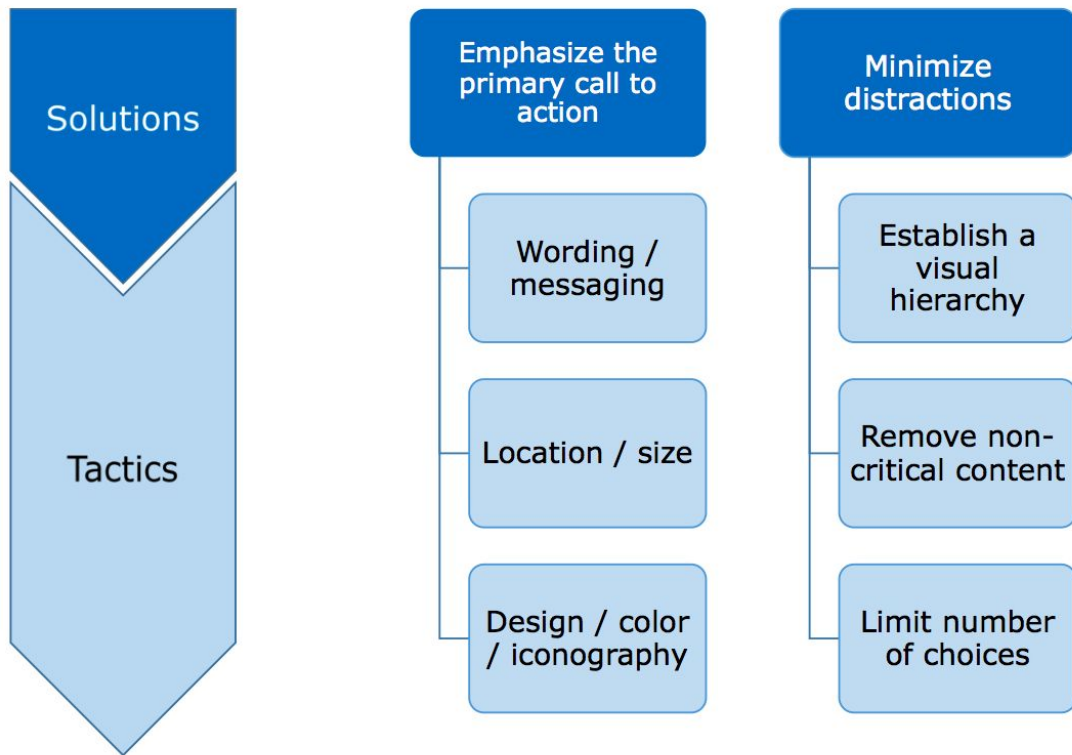 Solutions
Tactics
Emphasize the
primary call to
action
Wording /
messaging
Location / size
Design / color
/ iconography
Minimize
distractions
Establish a
visual
hierarchy
Remove non-
critical content
Limit number
of choices